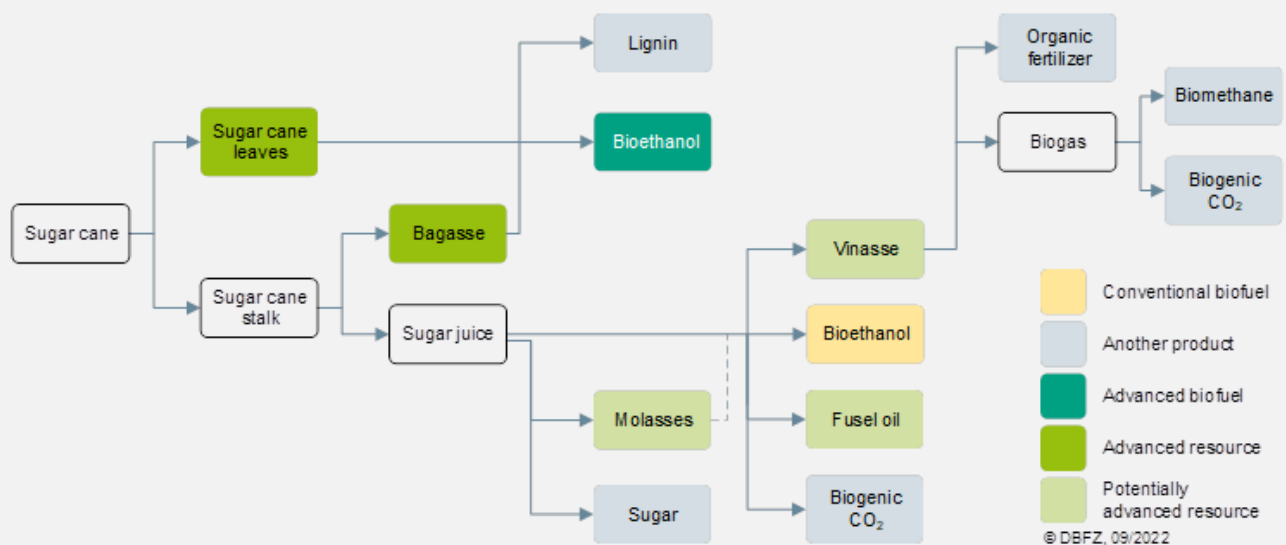 Lignin
Organic
fertilizer
Biomethane
Sugar cane
leaves
Bioethanol
Biogas
Biogenic
CO₂
Sugar cane
Bagasse
Vinasse
Sugar cane
stalk
Sugar juice
Bioethanol
Molasses
Fusel oil
Sugar
Biogenic
CO₂
Conventional biofuel
Another product
Advanced biofuel
Advanced resource
Potentially
advanced resource
© DBFZ, 09/2022